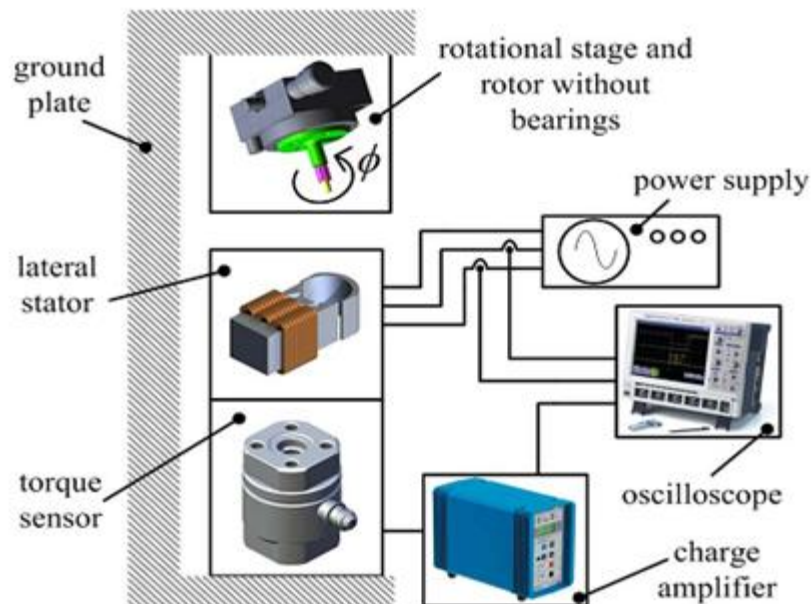 ground
plate
rotational stage and
rotor without
bearings
ϕ
power supply
lateral
stator
torque
sensor
oscilloscope
charge
amplifier